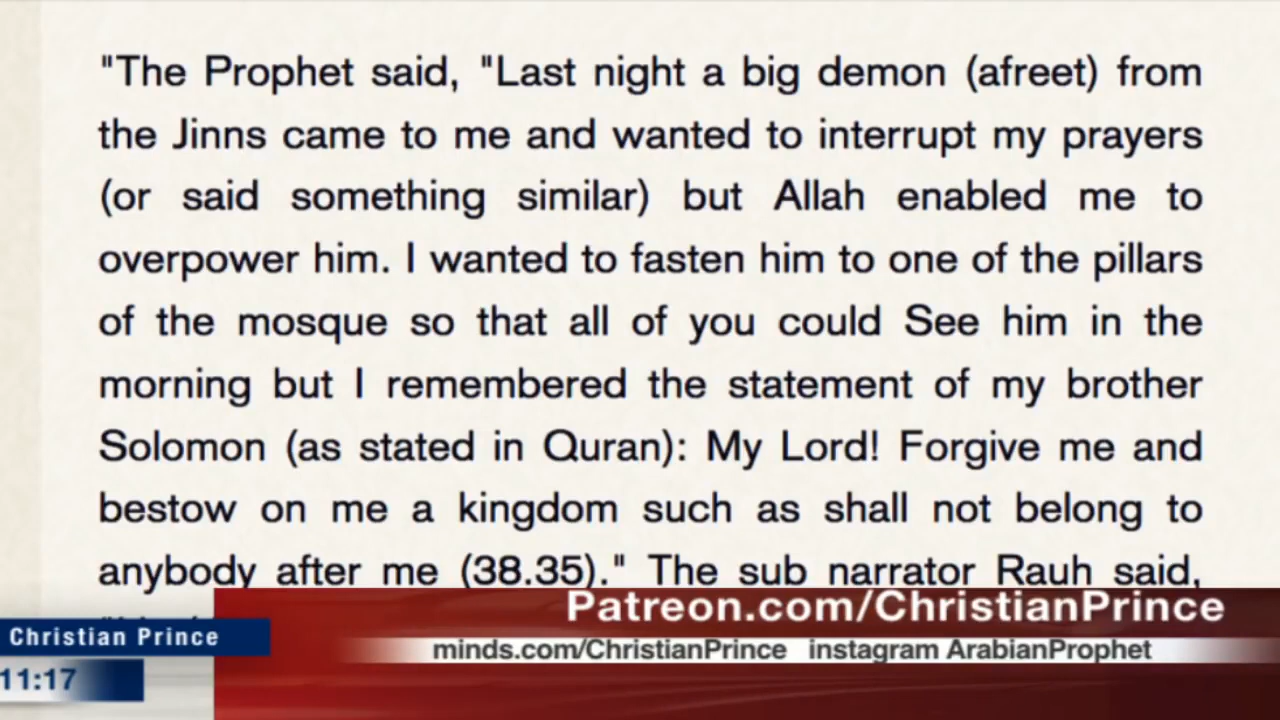 "The Prophet said, "Last night a big demon (afreet) from
the Jinns came to me and wanted to interrupt my prayers
(or said something similar) but Allah enabled me to
overpower him. I wanted to fasten him to one of the pillars
of the mosque so that all of you could See him in the
morning but I remembered the statement of my brother
Solomon (as stated in Quran): My Lord! Forgive me and
bestow on me a kingdom such as shall not belong to
anybody after me (38.35)." The sub narrator Rauh said,
Patreon.com/ChristianPrince
Christian Prince
minds.com/ChristianPrince instagram ArabianProphet
11:17